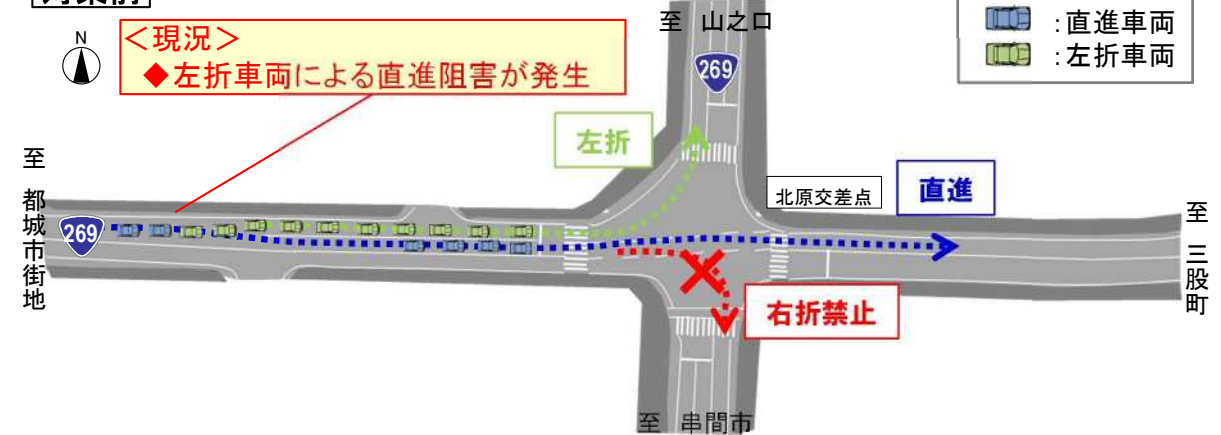 N
＜現況＞
◆左折車両による直進阻害が発生
至 山之口
269
:直進車両
:左折車両
左折
至 都城市街地
269
北原交差点
直進
至 三股町
右折禁止
至 串間市